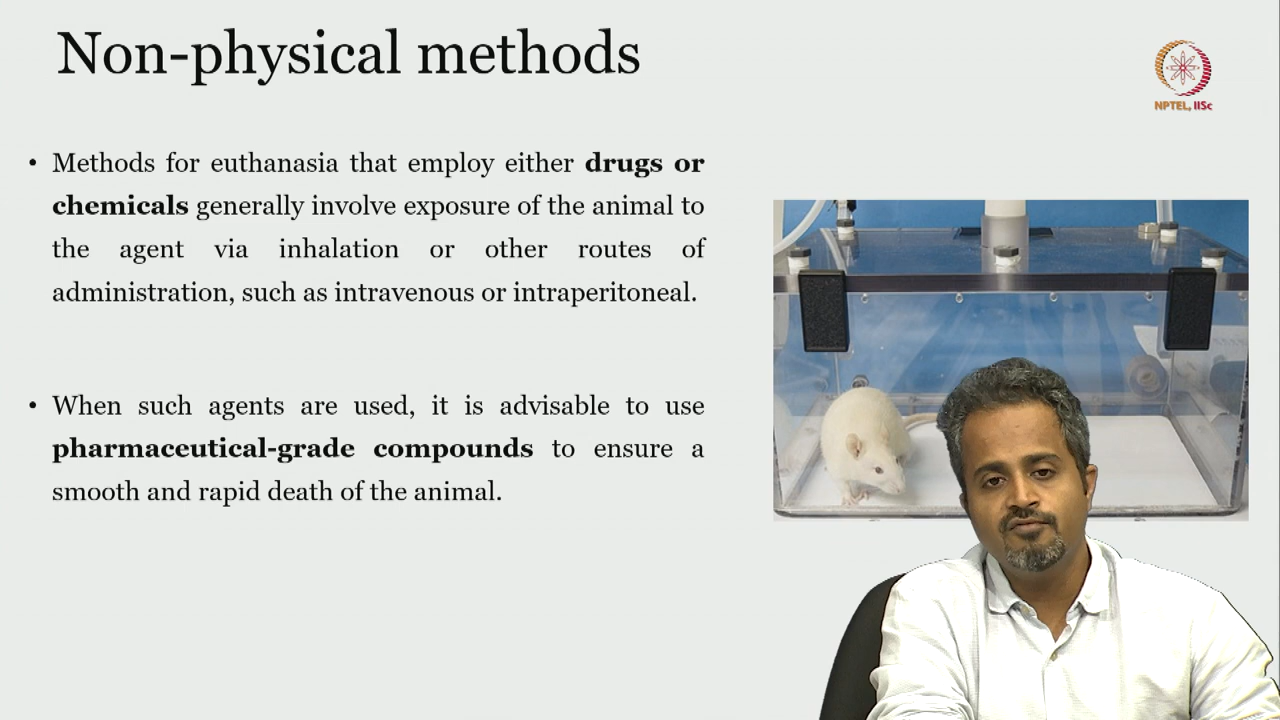 Non-physical methods
NPTEL, IISc
• Methods for euthanasia that employ either drugs or
chemicals generally involve exposure of the animal to
the agent via inhalation or other routes of
administration, such as intravenous or intraperitoneal.
• When such agents are used, it is advisable to use
pharmaceutical-grade compounds to ensure a
smooth and rapid death of the animal.